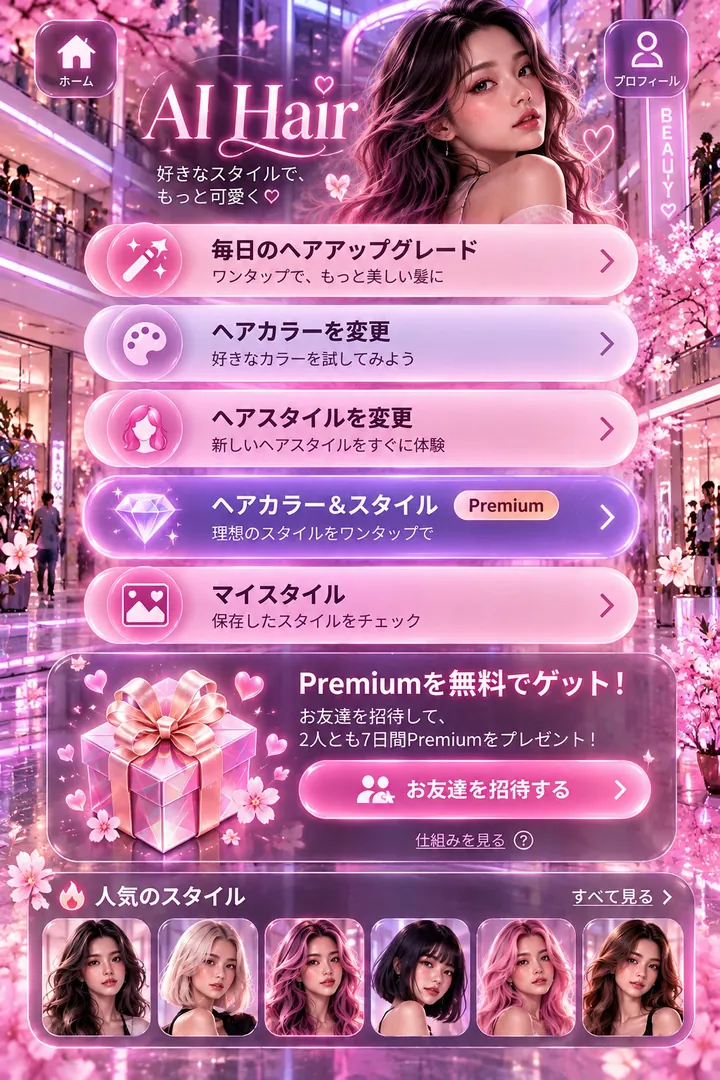 ホーム
プロフィール
AI Hair
好きなスタイルで、
もっと可愛く♡
BEAUTY♡
毎日のヘアアップグレード
ワンタップで、もっと美しい髪に
ヘアカラーを変更
好きなカラーを試してみよう
ヘアスタイルを変更
新しいヘアスタイルをすぐに体験
ヘアカラー＆スタイル Premium
理想のスタイルをワンタップで
マイスタイル
保存したスタイルをチェック
Premiumを無料でゲット！
お友達を招待して、
2人とも7日間Premiumをプレゼント！
お友達を招待する
仕組みを見る ?
人気のスタイル すべて見る